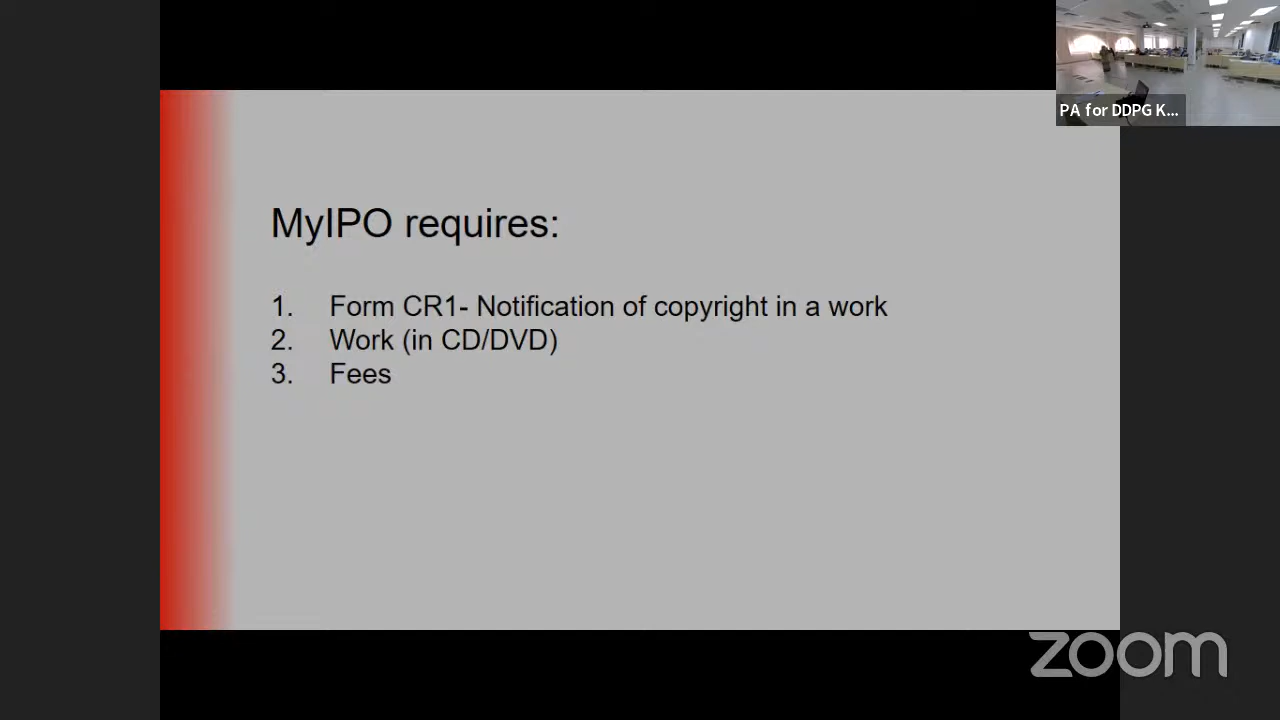 PA for DDPG K...
MyIPO requires:
1. Form CR1- Notification of copyright in a work
2. Work (in CD/DVD)
3. Fees
zoom